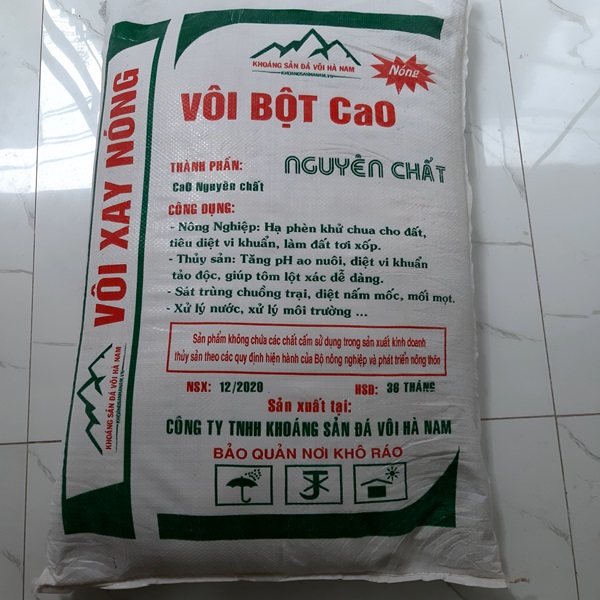 KHOÁNG SẢN ĐÁ VÔI HÀ NAM
Nóng
VÔI BỘT CaO
THÀNH PHẦN:
NGUYÊN CHẤT
CaO Nguyên chất
CÔNG DỤNG:
- Nông Nghiệp: Hạ phèn khử chua cho đất,
tiêu diệt vi khuẩn, làm đất tơi xốp.
- Thủy sản: Tăng pH ao nuôi, diệt vi khuẩn
tảo độc, giúp tôm lột xác dễ dàng.
- Sát trùng chuồng trại, diệt nấm mốc, mối mọt.
- Xử lý nước, xử lý môi trường ...
Sản phẩm không chứa các chất cấm sử dụng trong sản xuất kinh doanh
thủy sản theo các quy định hiện hành của Bộ nông nghiệp và phát triển nông thôn
NSX: 12/2020 HSD: 36 THÁNG
Sản xuất tại:
CÔNG TY TNHH KHOÁNG SẢN ĐÁ VÔI HÀ NAM
BẢO QUẢN NƠI KHÔ RÁO
VÔI XAY NÓNG
KHOÁNG SẢN ĐÁ VÔI HÀ NAM